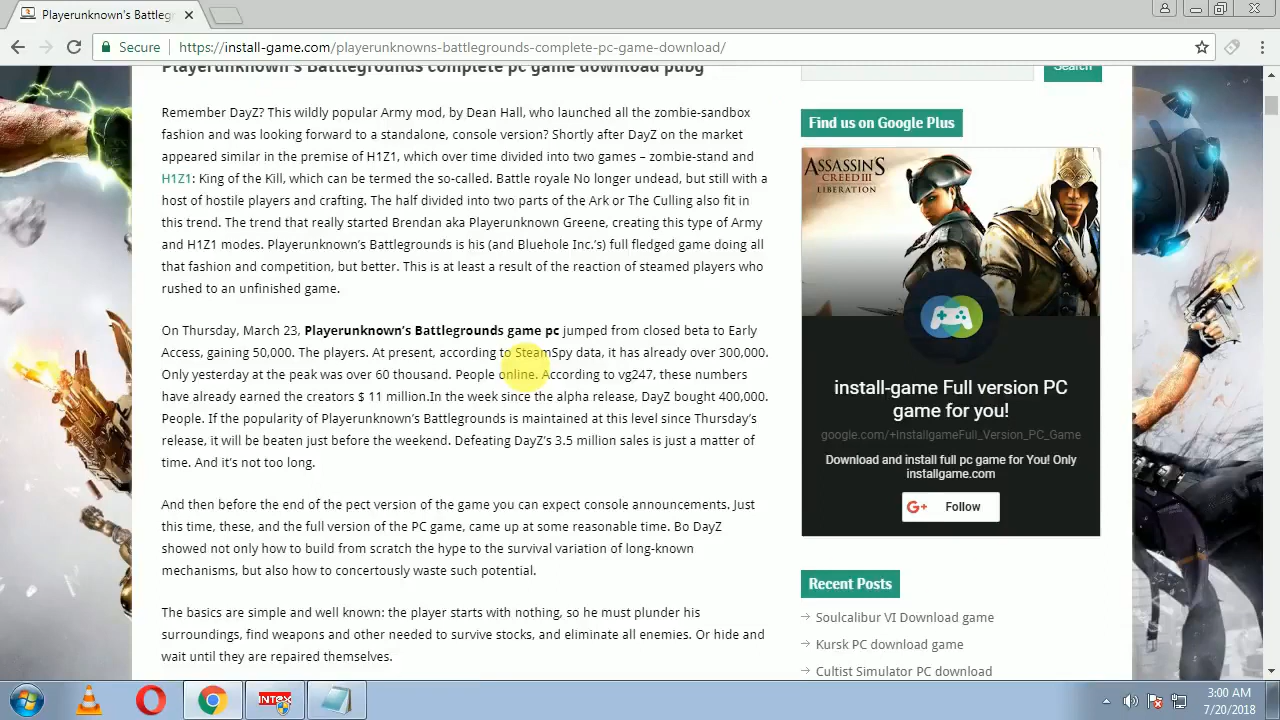 Playerunknown's Battleg
Secure
https://install-game.com/playerunknowns-battlegrounds-complete-pc-game-download/
Playerunknown's Battlegrounds complete pc game download pubg
Remember DayZ? This wildly popular Army mod, by Dean Hall, who launched all the zombie-sandbox
fashion and was looking forward to a standalone, console version? Shortly after DayZ on the market
appeared similar in the premise of H1Z1, which over time divided into two games – zombie-stand and
H1Z1: King of the Kill, which can be termed the so-called. Battle royale No longer undead, but still with a
host of hostile players and crafting. The half divided into two parts of the Ark or The Culling also fit in
this trend. The trend that really started Brendan aka Playerunknown Greene, creating this type of Army
and H1Z1 modes. Playerunknown's Battlegrounds is his (and Bluehole Inc.'s) full fledged game doing all
that fashion and competition, but better. This is at least a result of the reaction of steamed players who
rushed to an unfinished game.
On Thursday, March 23, Playerunknown's Battlegrounds game pc jumped from closed beta to Early
Access, gaining 50,000. The players. At present, according to SteamSpy data, it has already over 300,000.
Only yesterday at the peak was over 60 thousand. People online. According to vg247, these numbers
have already earned the creators $ 11 million.In the week since the alpha release, DayZ bought 400,000.
People. If the popularity of Playerunknown's Battlegrounds is maintained at this level since Thursday's
release, it will be beaten just before the weekend. Defeating DayZ's 3.5 million sales is just a matter of
time. And it's not too long.
And then before the end of the pect version of the game you can expect console announcements. Just
this time, these, and the full version of the PC game, came up at some reasonable time. Bo DayZ
showed not only how to build from scratch the hype to the survival variation of long-known
mechanisms, but also how to concertously waste such potential.
The basics are simple and well known: the player starts with nothing, so he must plunder his
surroundings, find weapons and other needed to survive stocks, and eliminate all enemies. Or hide and
wait until they are repaired themselves.
Search
Find us on Google Plus
ASSASSIN'S
CREED III
LIBERATION
install-game Full version PC
game for you!
google.com/+InstallgameFull_Version_PC_Game
Download and install full pc game for You! Only
installgame.com
G+ Follow
Recent Posts
Soulcalibur VI Download game
Kursk PC download game
Cultist Simulator PC download
INTEX
3:00 AM
7/20/2018